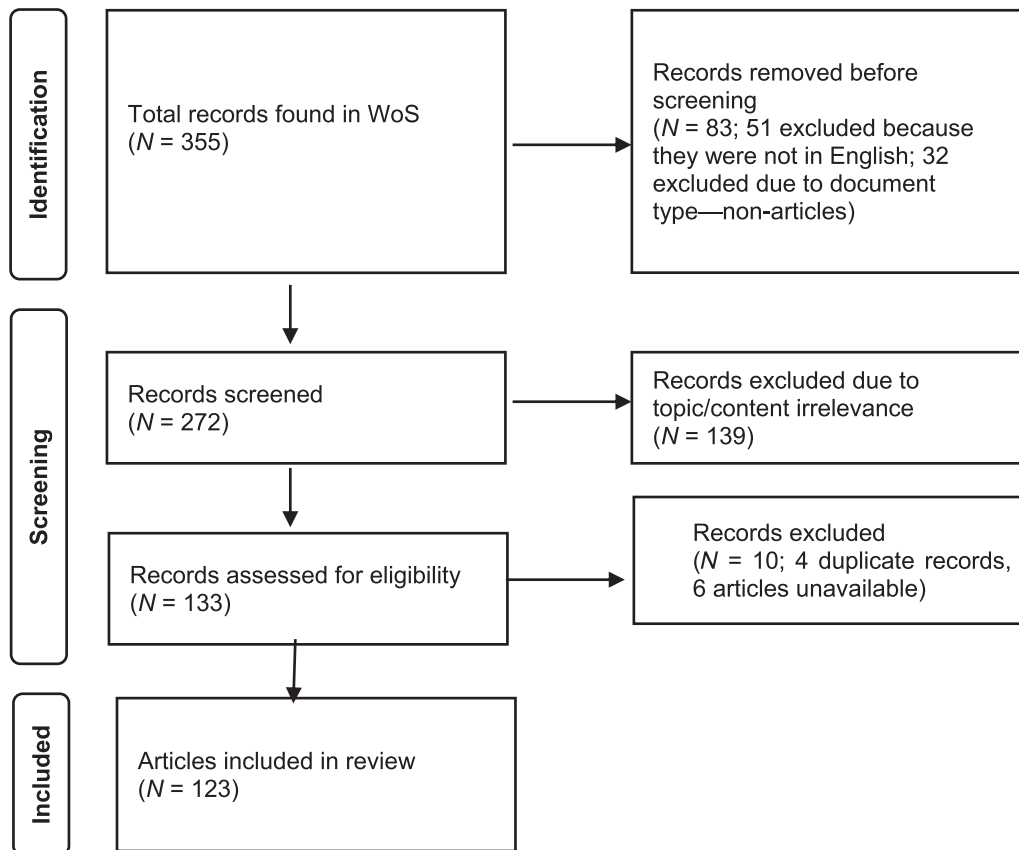 Identification
Total records found in WoS
(N = 355)
Records removed before
screening
(N = 83; 51 excluded because
they were not in English; 32
excluded due to document
type—non-articles)
Screening
Records screened
(N = 272)
Records excluded due to
topic/content irrelevance
(N = 139)
Records assessed for eligibility
(N = 133)
Records excluded
(N = 10; 4 duplicate records,
6 articles unavailable)
Included
Articles included in review
(N = 123)